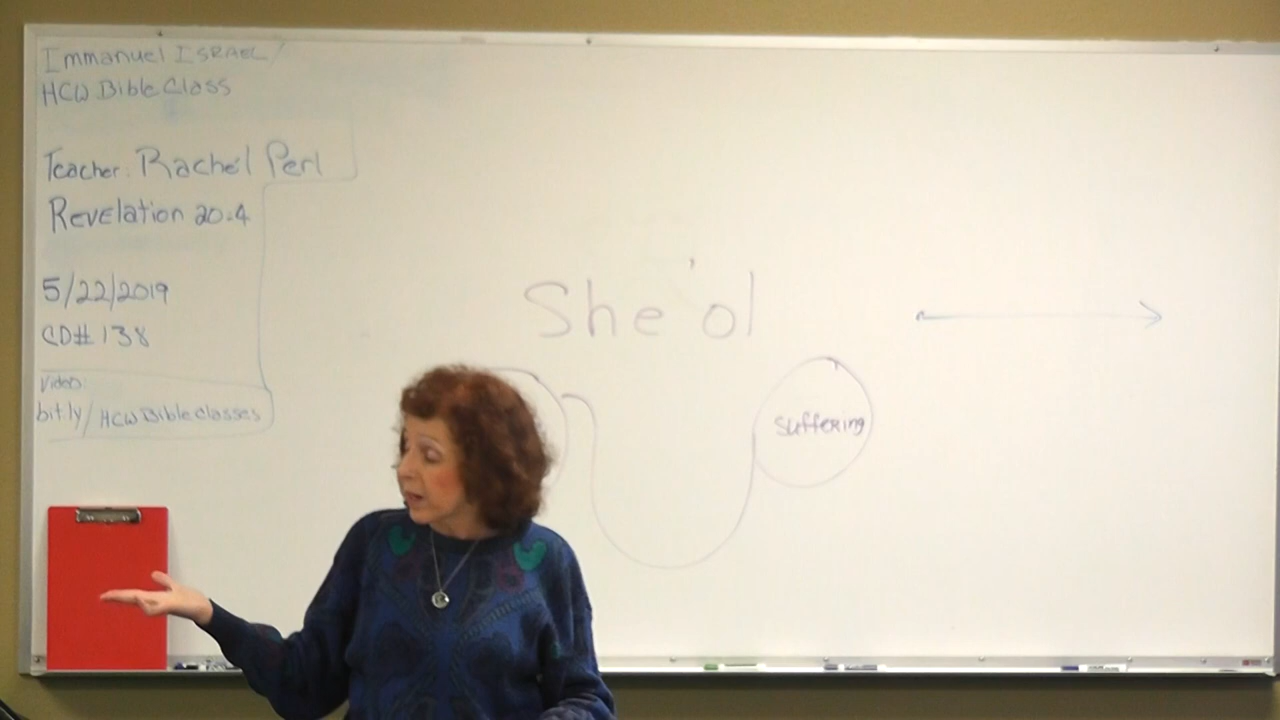 Immanuel ISRAEL
HCW Bible Class
Teacher: Rachel Perl
Revelation 20:4
5/22/2019
CD# 138
Video:
bit.ly/HCWBibleClasses
She'ol
Suffering